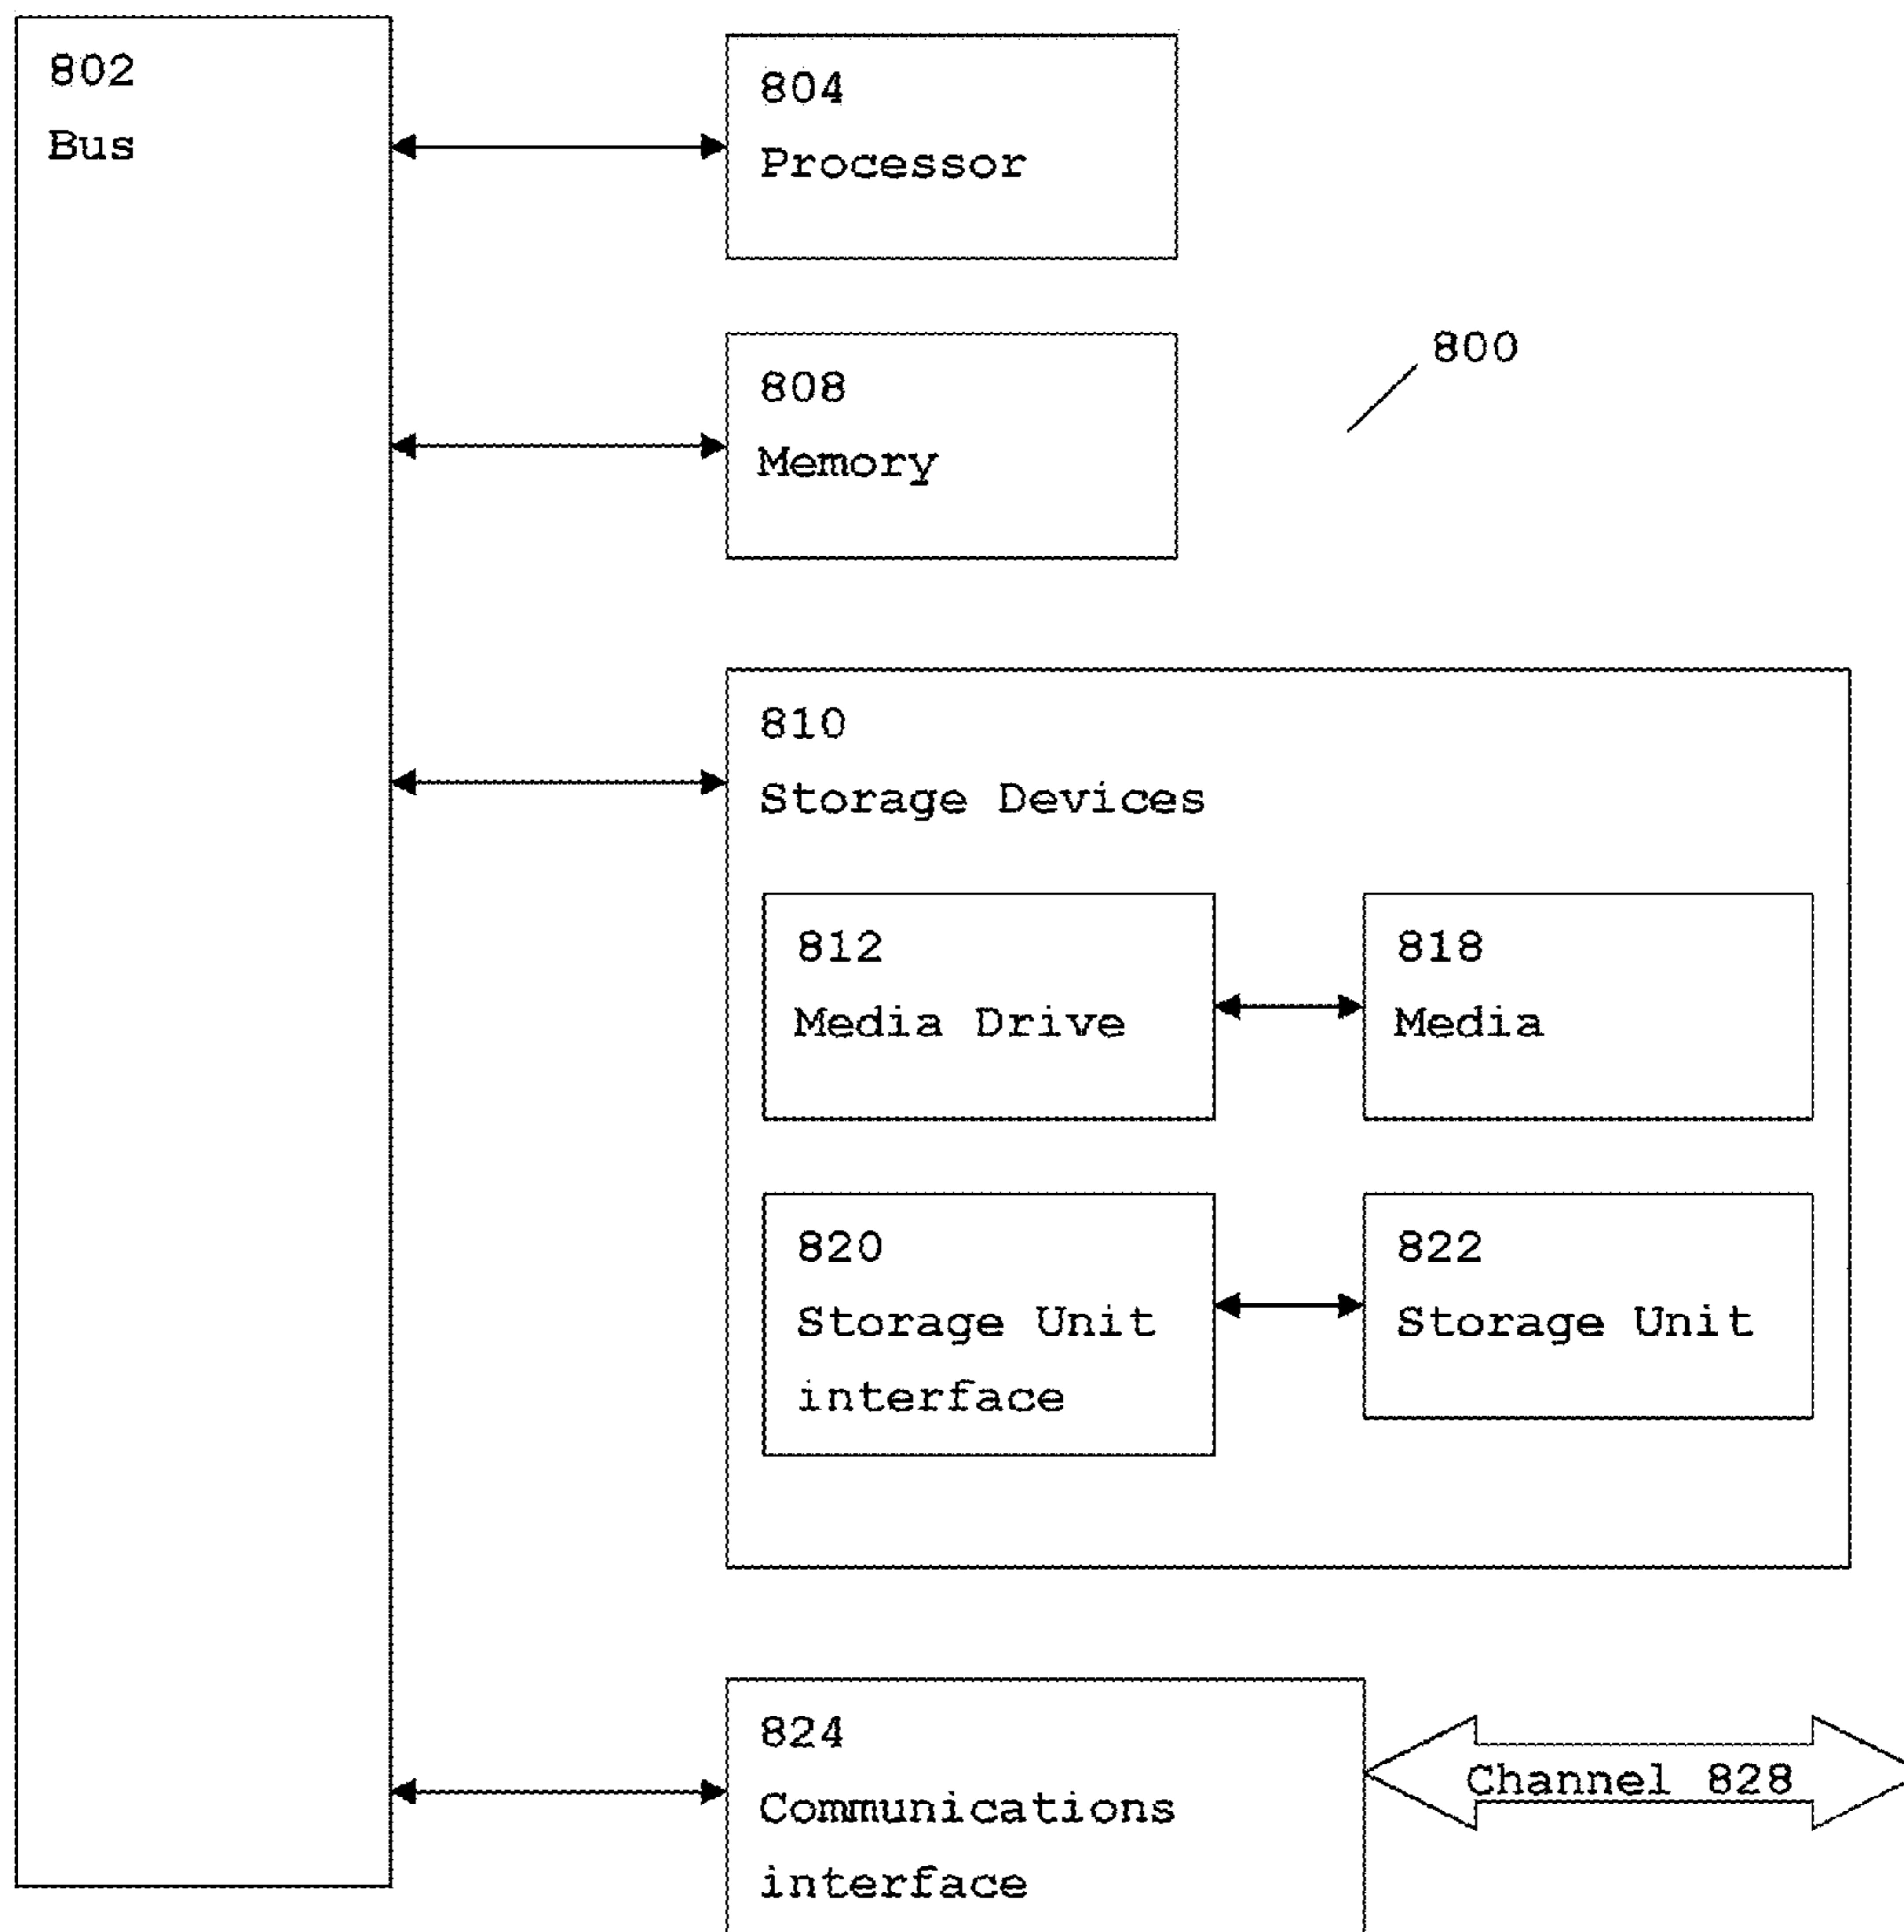 802
Bus
804
Processor
800
808
Memory
810
Storage Devices
812
Media Drive
818
Media
820
Storage Unit
interface
822
Storage Unit
824
Communications
interface
Channel 828